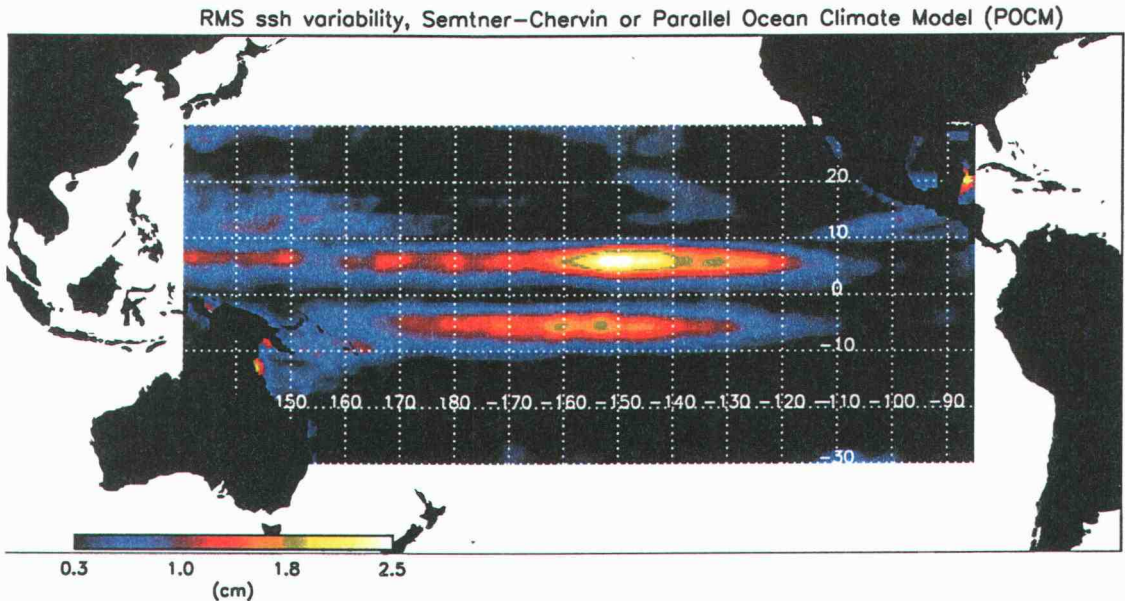 RMS ssh variability, Semtner-Chervin or Parallel Ocean Climate Model (POCM)
20
10
0
-10
150 160 170 180 -170 -160 -150 -140 -130 -120 -110 -100 -90
-30
0.3 1.0 1.8 2.5
(cm)